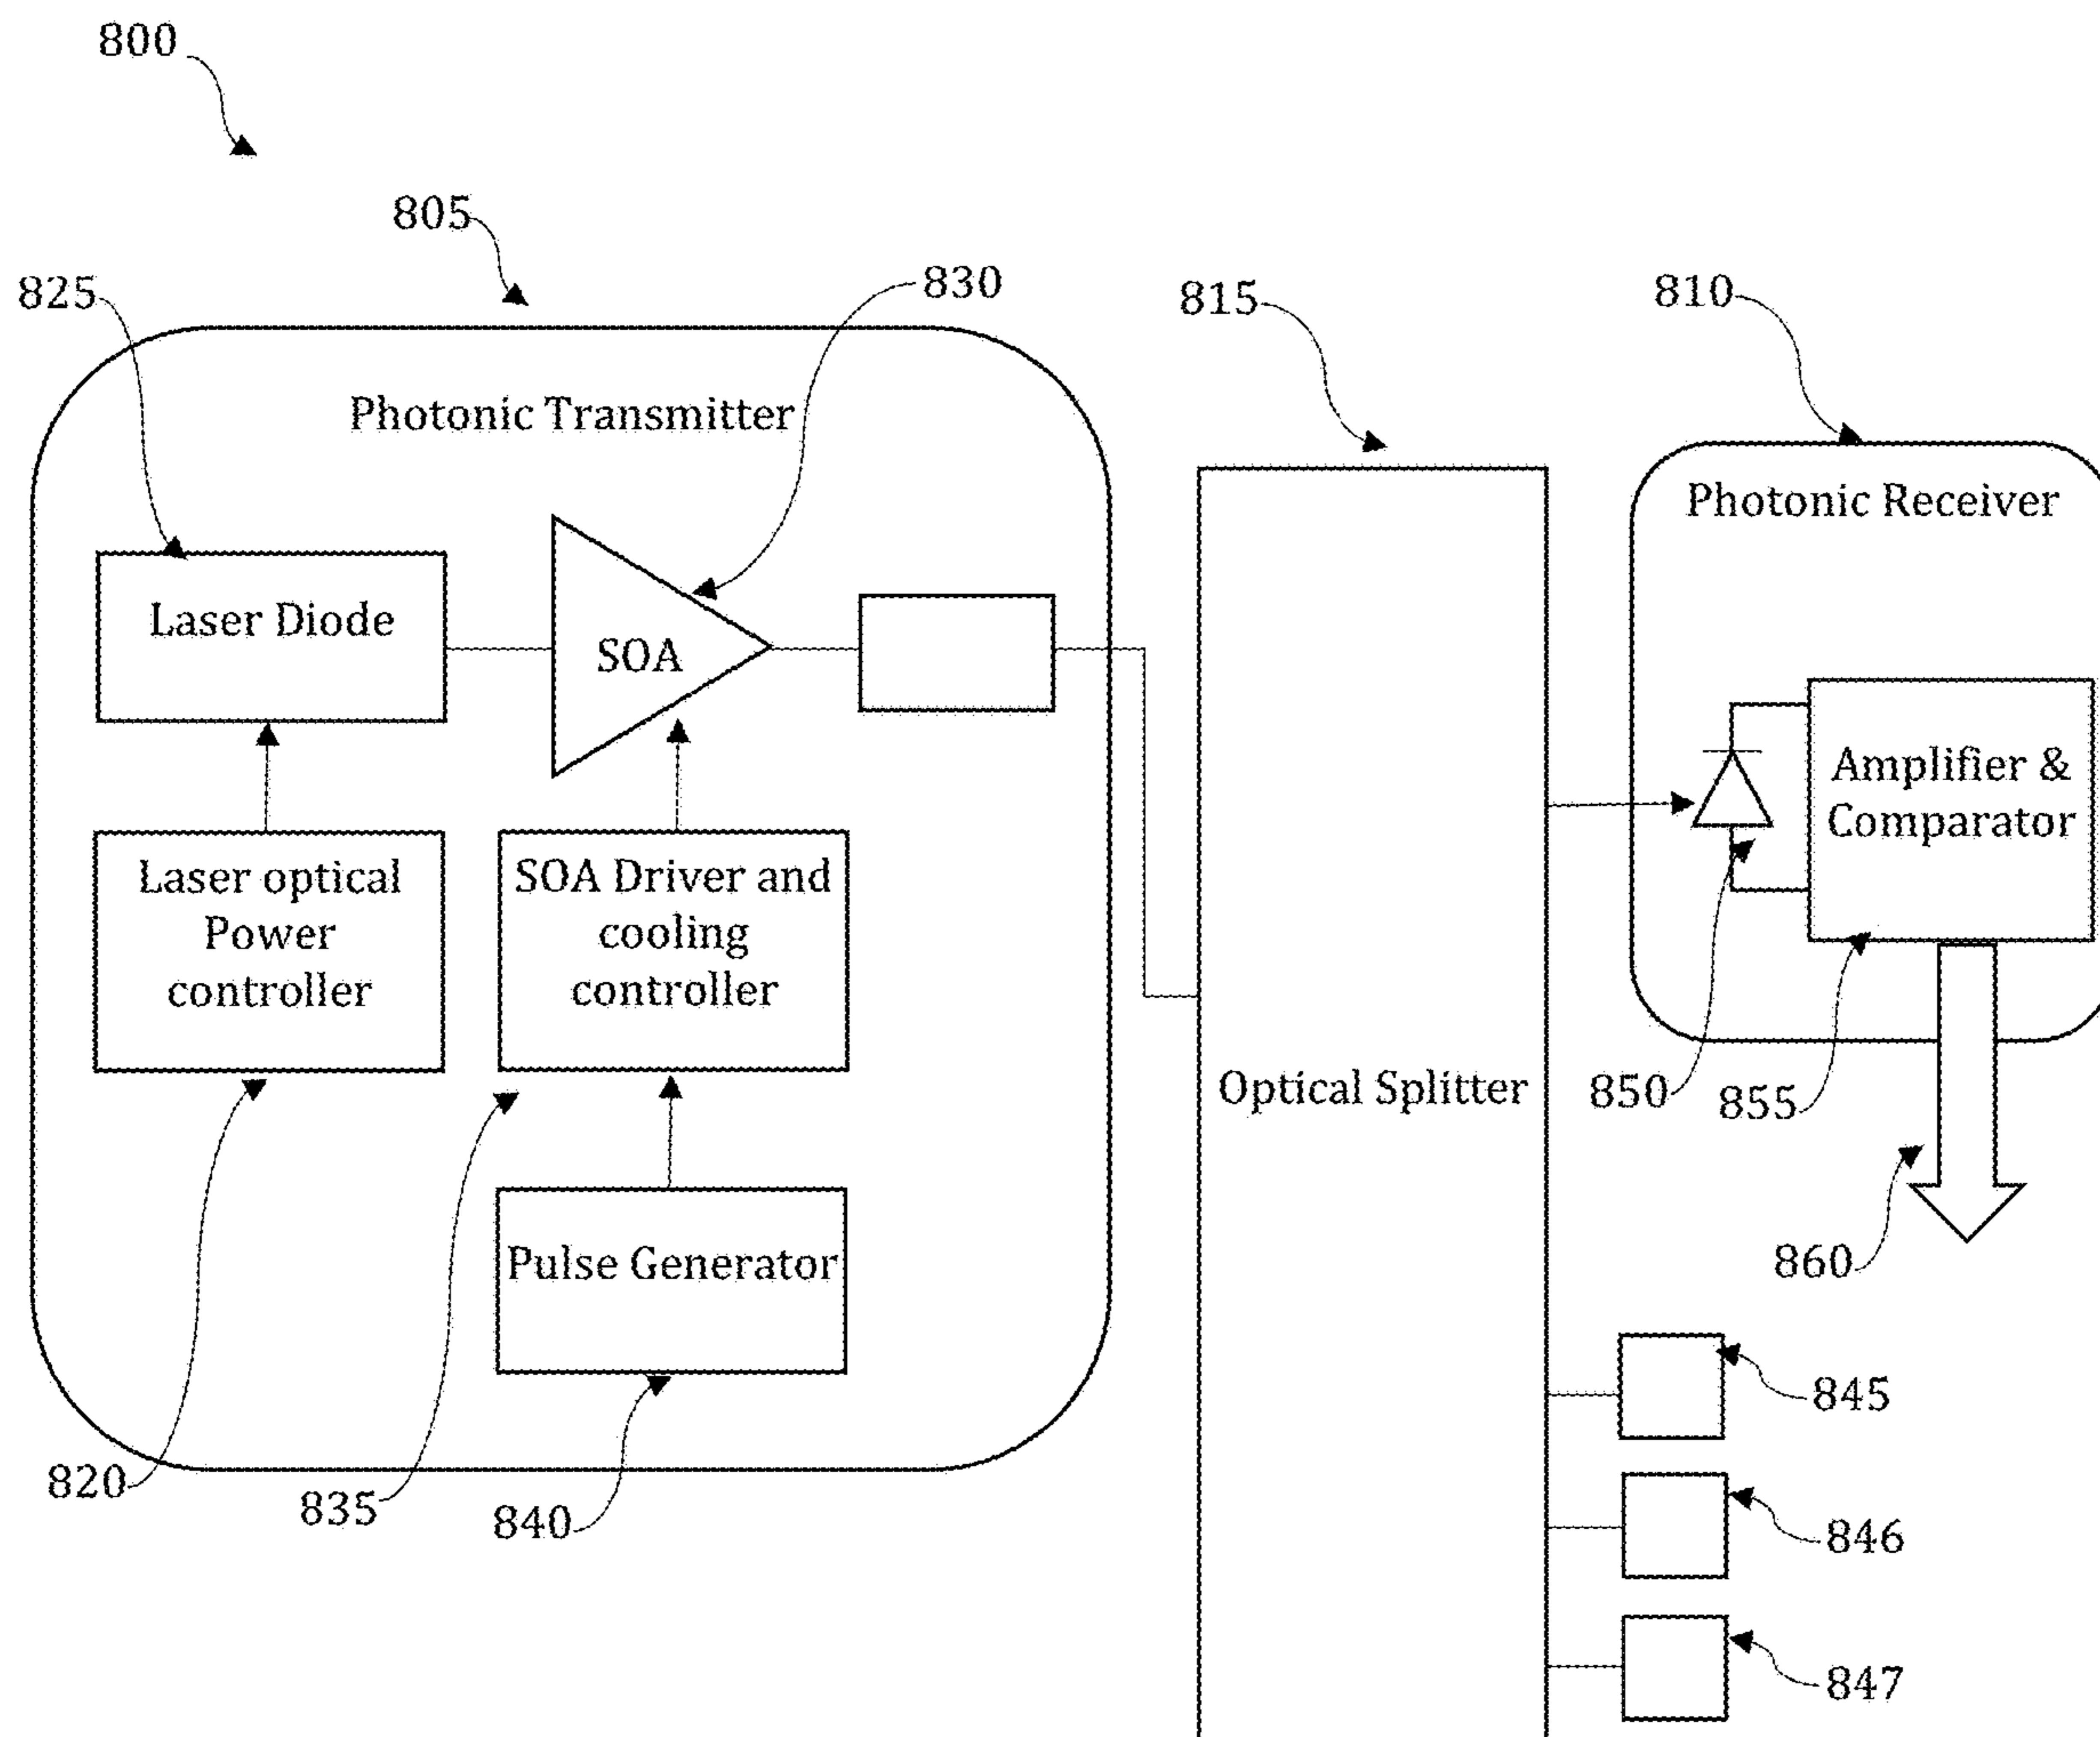 800
805
825
830
815
810
Photonic Transmitter
Photonic Receiver
Laser Diode
SOA
Amplifier &
Comparator
Laser optical
Power
controller
SOA Driver and
cooling
controller
Optical Splitter
850
855
Pulse Generator
860
845
820
835
840
846
847